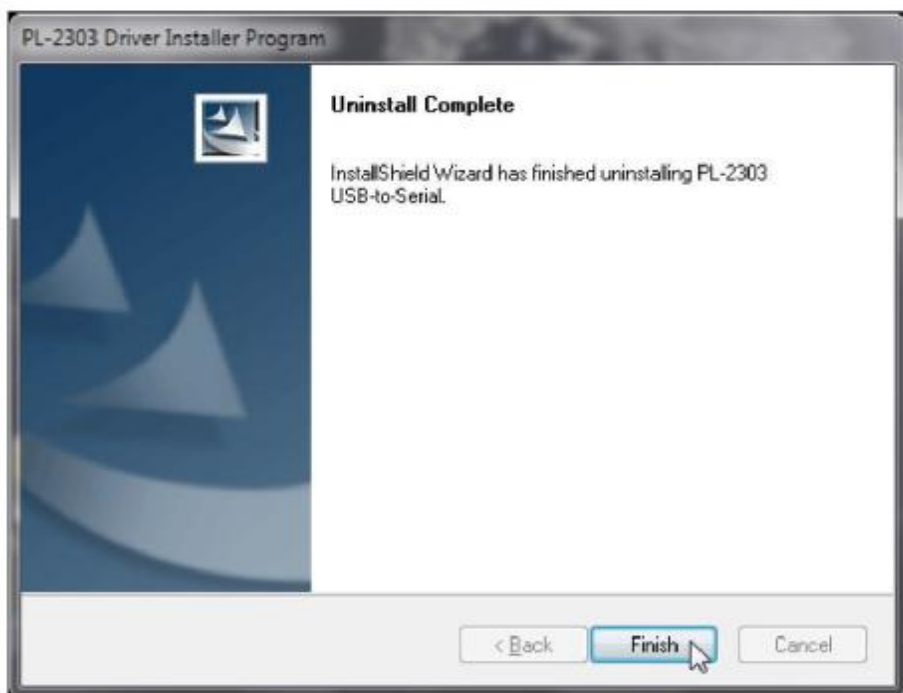 PL-2303 Driver Installer Program
Uninstall Complete
InstallShield Wizard has finished uninstalling PL-2303
USB-to-Serial.
< Back
Finish
Cancel